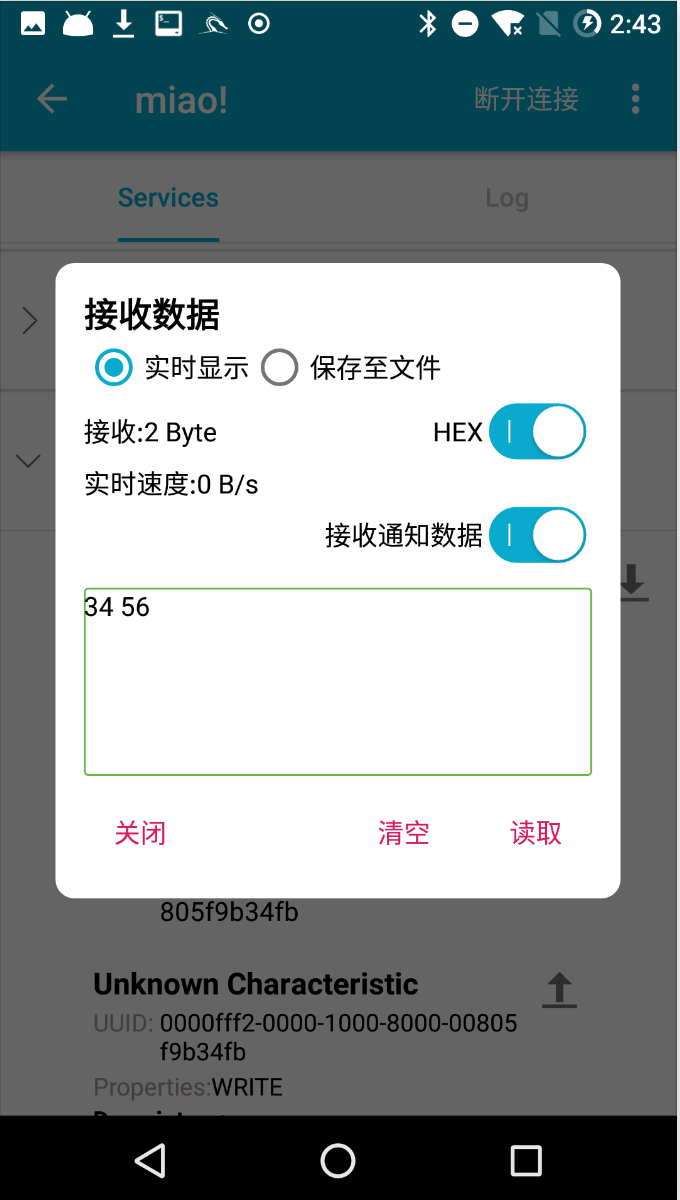 2:43
miao!
断开连接
Services
Log
接收数据
实时显示
保存至文件
接收:2 Byte
HEX
实时速度:0 B/s
接收通知数据
34 56
关闭
清空
读取
805f9b34fb
Unknown Characteristic
UUID: 0000fff2-0000-1000-8000-00805
f9b34fb
Properties:WRITE